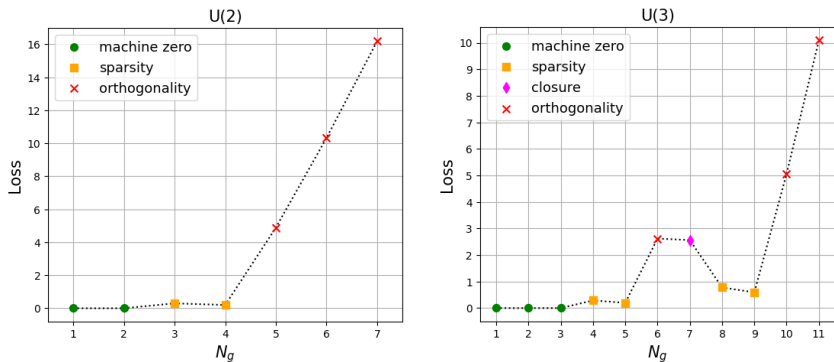 U(2)
16
14
12
10
8
6
4
2
0
Loss
machine zero
sparsity
orthogonality
1 2 3 4 5 6 7
N_g
U(3)
10
9
8
7
6
5
4
3
2
1
0
Loss
machine zero
sparsity
closure
orthogonality
1 2 3 4 5 6 7 8 9 10 11
N_g